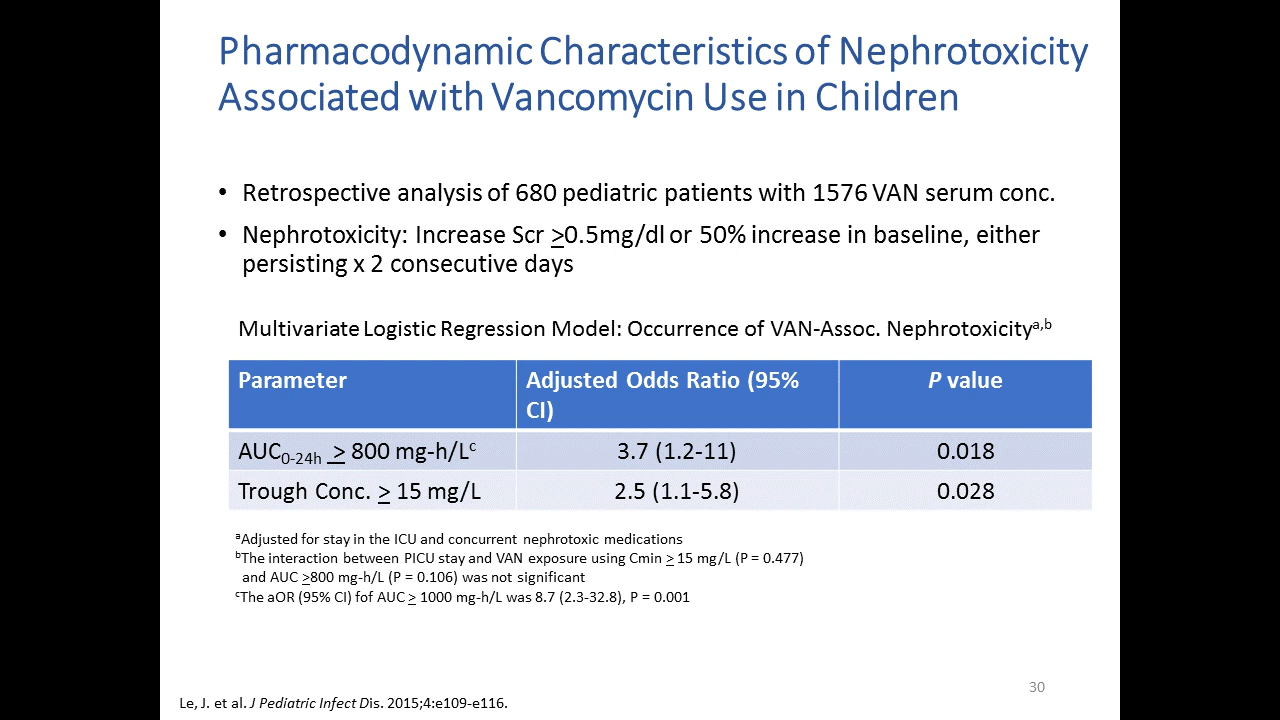 Pharmacodynamic Characteristics of Nephrotoxicity
Associated with Vancomycin Use in Children
• Retrospective analysis of 680 pediatric patients with 1576 VAN serum conc.
• Nephrotoxicity: Increase Scr ≥0.5mg/dl or 50% increase in baseline, either
persisting x 2 consecutive days
Multivariate Logistic Regression Model: Occurrence of VAN-Assoc. Nephrotoxicitya,b
Parameter Adjusted Odds Ratio (95% CI) P value
AUC0-24h ≥ 800 mg-h/Lc 3.7 (1.2-11) 0.018
Trough Conc. ≥ 15 mg/L 2.5 (1.1-5.8) 0.028
aAdjusted for stay in the ICU and concurrent nephrotoxic medications
bThe interaction between PICU stay and VAN exposure using Cmin ≥ 15 mg/L (P = 0.477)
and AUC ≥800 mg-h/L (P = 0.106) was not significant
cThe aOR (95% CI) fof AUC ≥ 1000 mg-h/L was 8.7 (2.3-32.8), P = 0.001
30
Le, J. et al. J Pediatric Infect Dis. 2015;4:e109-e116.